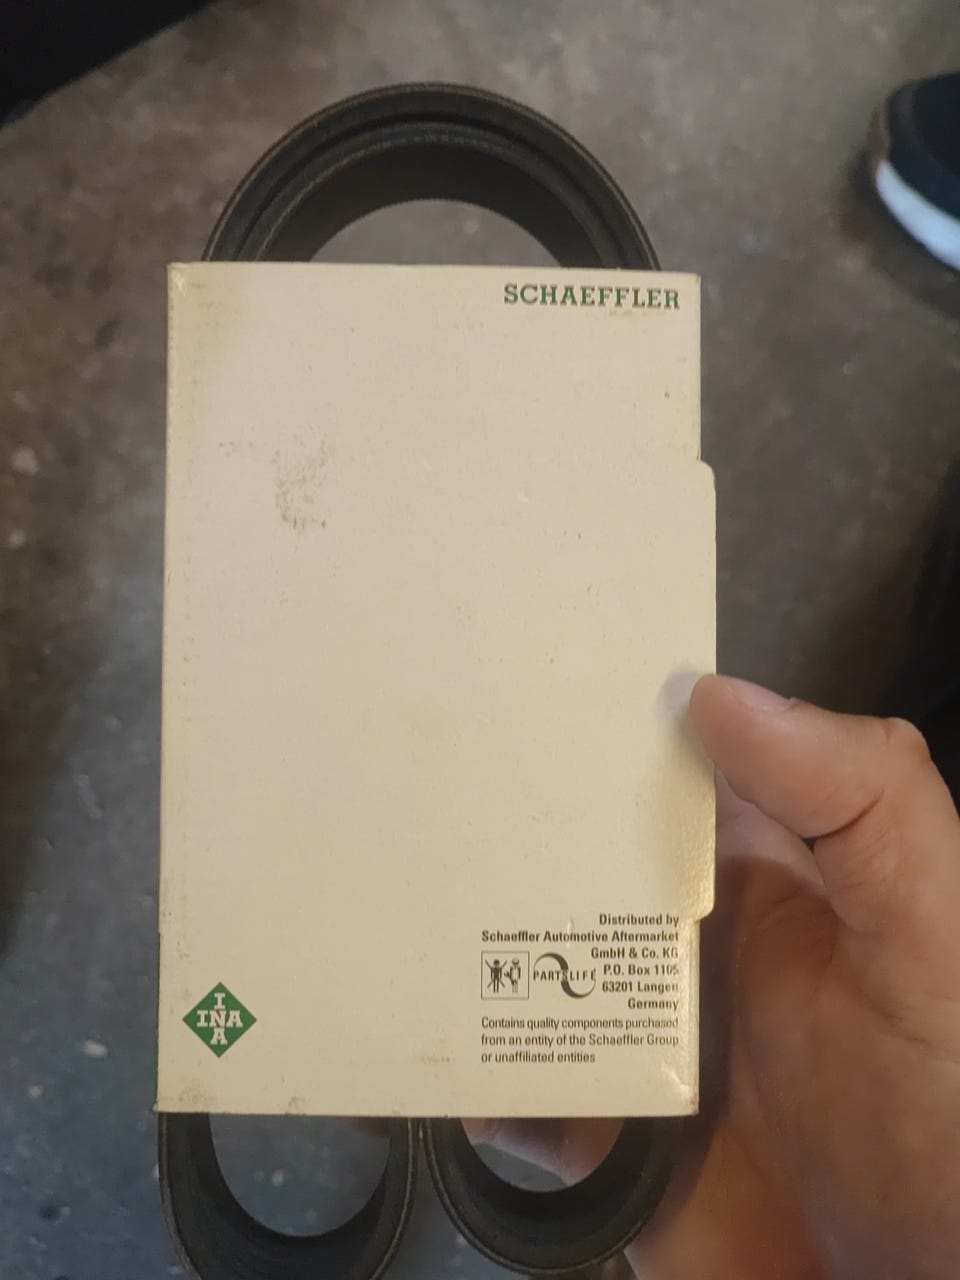 SCHAEFFLER
Distributed by
Schaeffler Automotive Aftermarket
GmbH & Co. KG
P.O. Box 1105
63201 Langen
Germany
PARTSLIFE
Contains quality components purchased
from an entity of the Schaeffler Group
or unaffiliated entities
I
INA
A